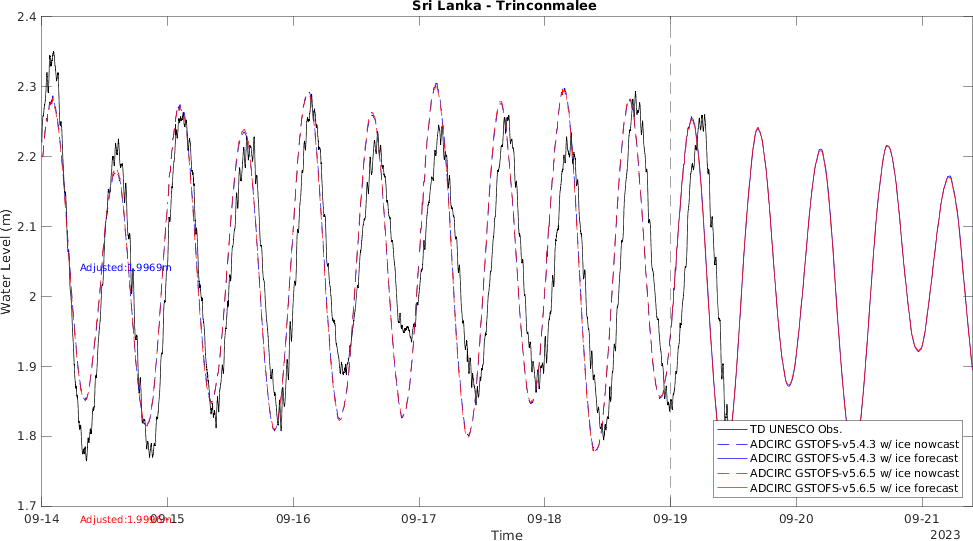 Sri Lanka - Trinconmalee
2.4
2.3
2.2
2.1
2
1.9
1.8
1.7
Water Level (m)
Adjusted:1.9969m
TD UNESCO Obs.
ADCIRC GSTOFS-v5.4.3 w/ ice nowcast
ADCIRC GSTOFS-v5.4.3 w/ ice forecast
ADCIRC GSTOFS-v5.6.5 w/ ice nowcast
ADCIRC GSTOFS-v5.6.5 w/ ice forecast
09-14 09-15 09-16 09-17 09-18 09-19 09-20 09-21
Time
2023